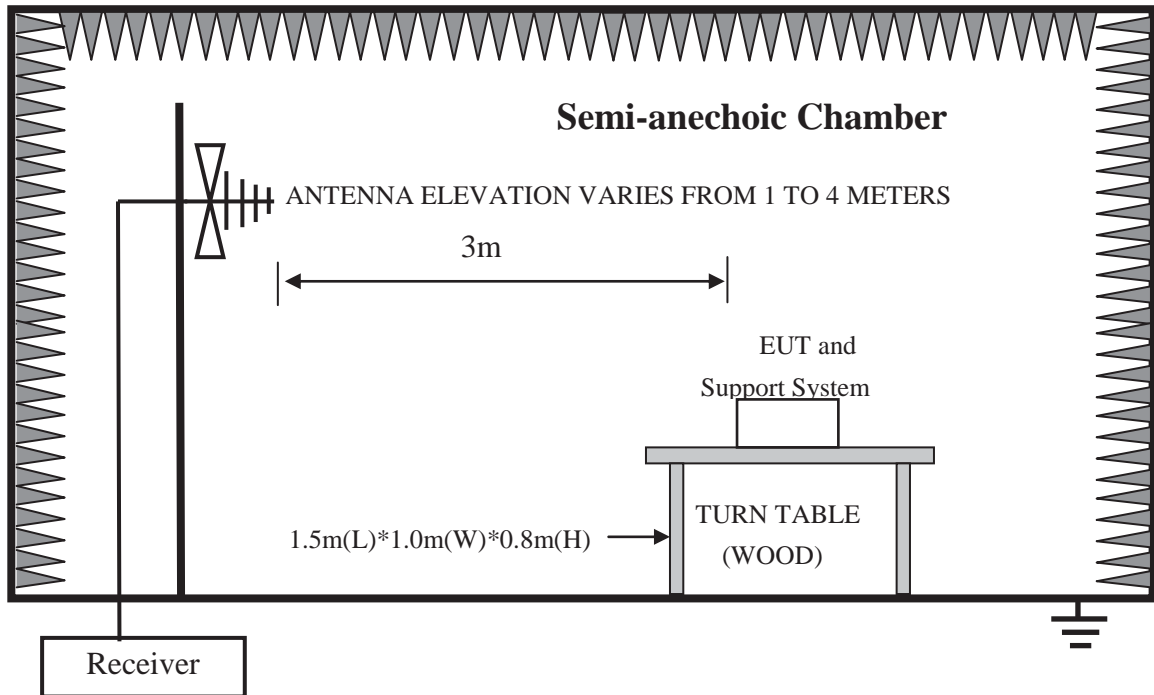 Semi-anechoic Chamber
ANTENNA ELEVATION VARIES FROM 1 TO 4 METERS
3m
EUT and
Support System
1.5m(L)*1.0m(W)*0.8m(H)
TURN TABLE
(WOOD)
Receiver